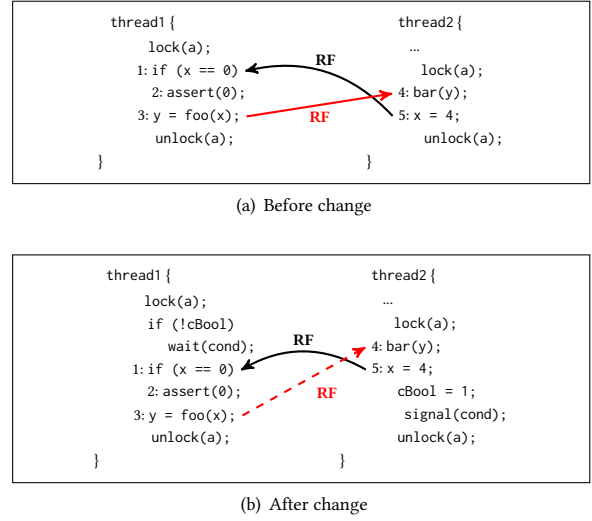 thread1 { thread2 {
lock(a); ...
1: if (x == 0) RF lock(a);
2: assert(0); 4: bar(y);
3: y = foo(x); RF 5: x = 4;
unlock(a); unlock(a);
} }
(a) Before change
thread1 { thread2 {
lock(a); ...
if (!cBool) lock(a);
wait(cond); RF 4: bar(y);
1: if (x == 0) 5: x = 4;
2: assert(0); RF cBool = 1;
3: y = foo(x); signal(cond);
unlock(a); unlock(a);
} }
(b) After change